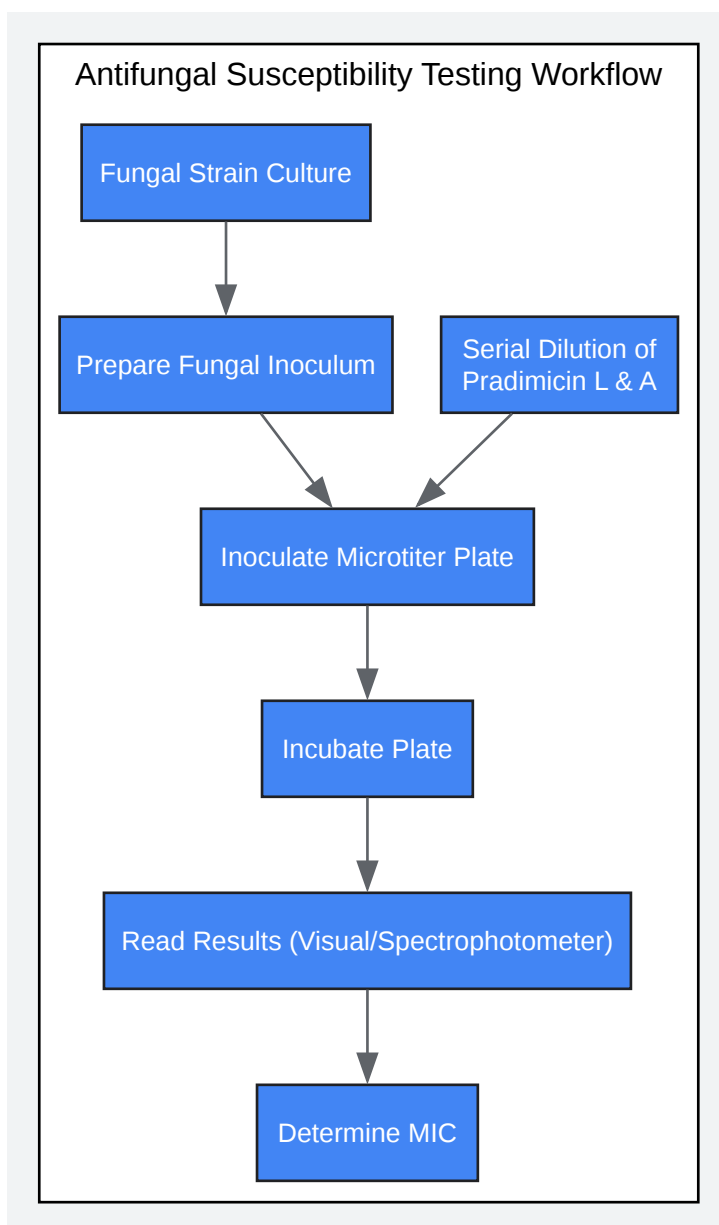 Antifungal Susceptibility Testing Workflow
Fungal Strain Culture
Prepare Fungal Inoculum
Serial Dilution of
Pradimicin L & A
Inoculate Microtiter Plate
Incubate Plate
Read Results (Visual/Spectrophotometer)
Determine MIC